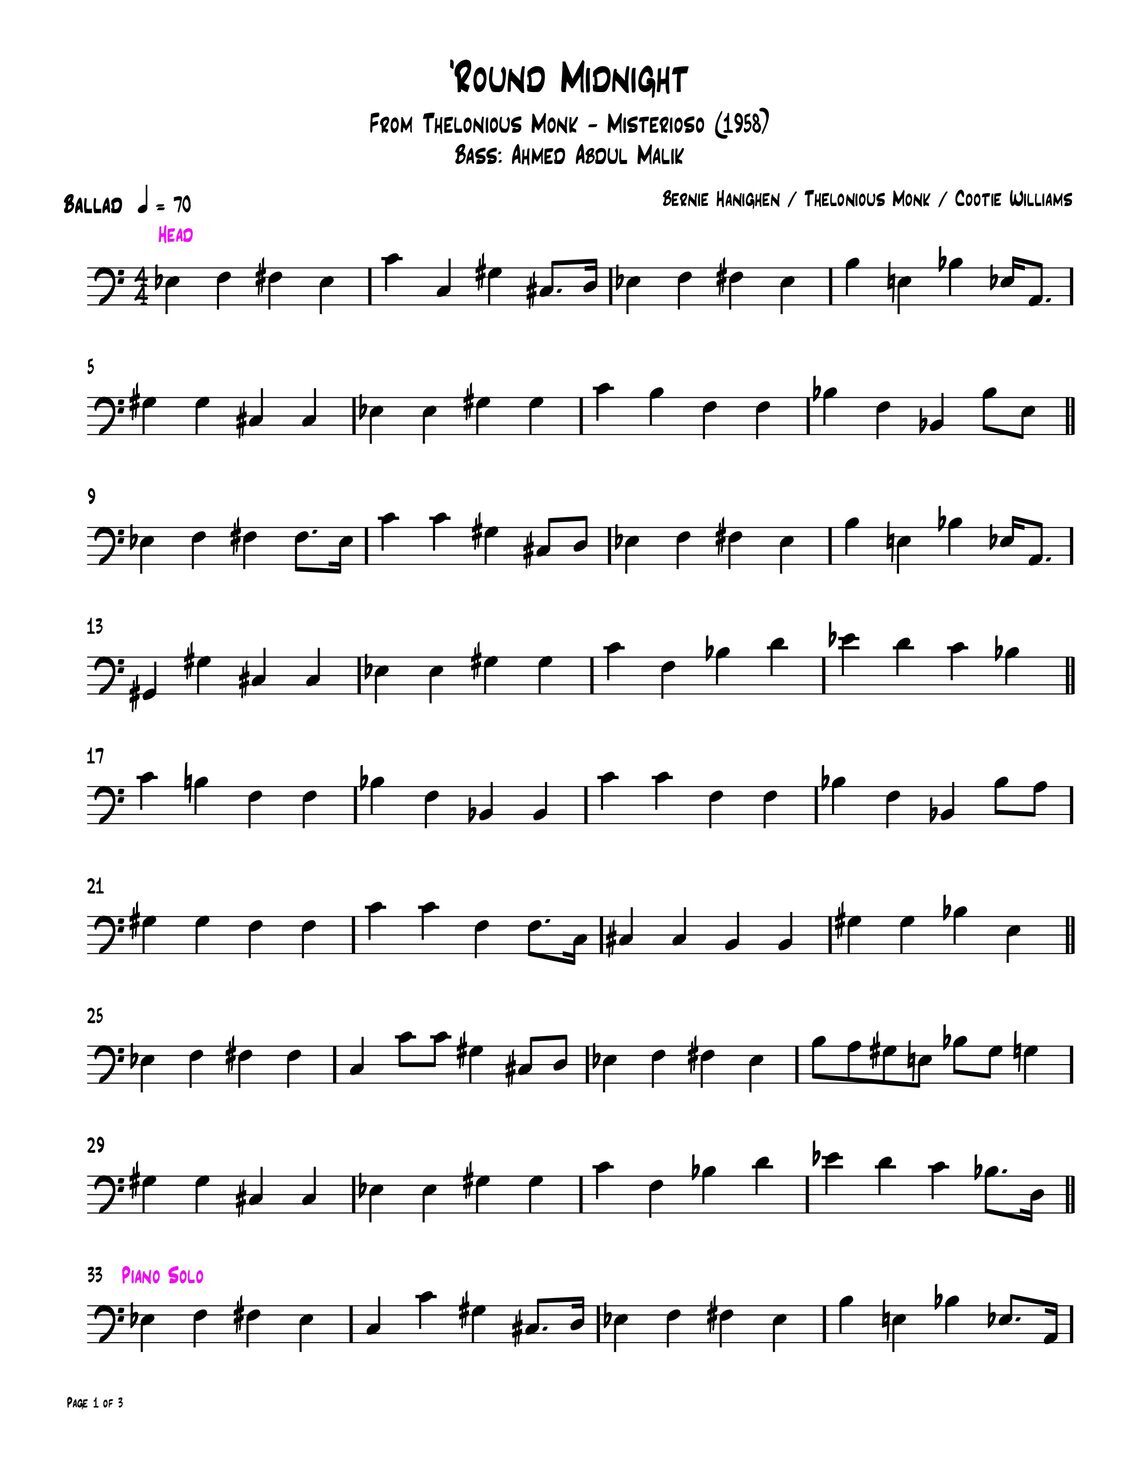 'Round Midnight
From Thelonious Monk - Misterioso (1958)
Bass: Ahmed Abdul Malik
Ballad ♩ = 70
Bernie Hanighen / Thelonious Monk / Cootie Williams
Head
4
4
5
9
13
17
21
25
29
33 Piano Solo
Page 1 of 3